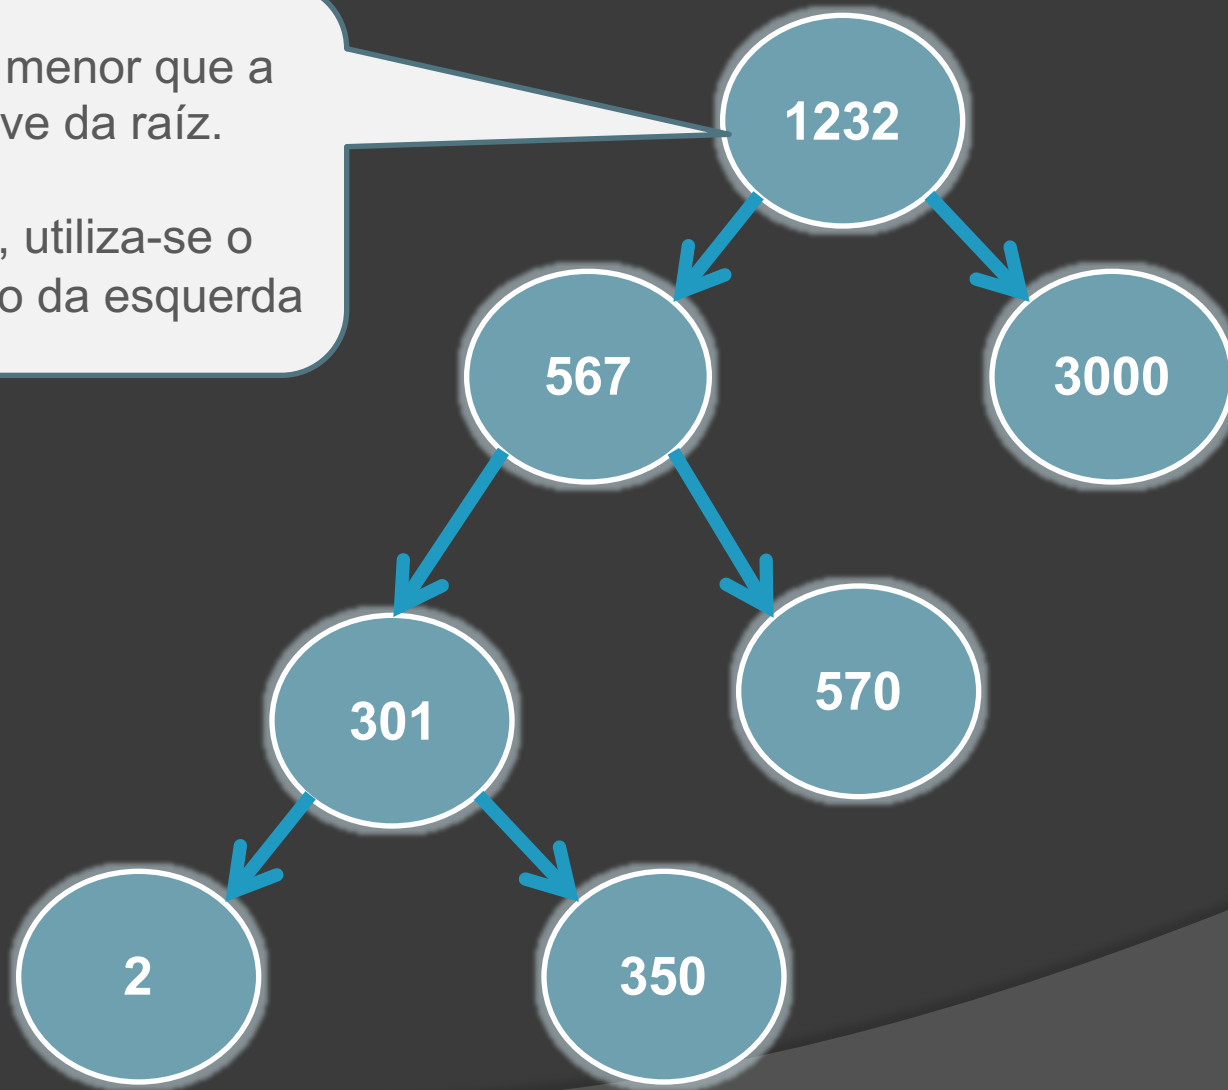 menor que a
ve da raíz.
, utiliza-se o
o da esquerda
1232
567
3000
301
570
2
350